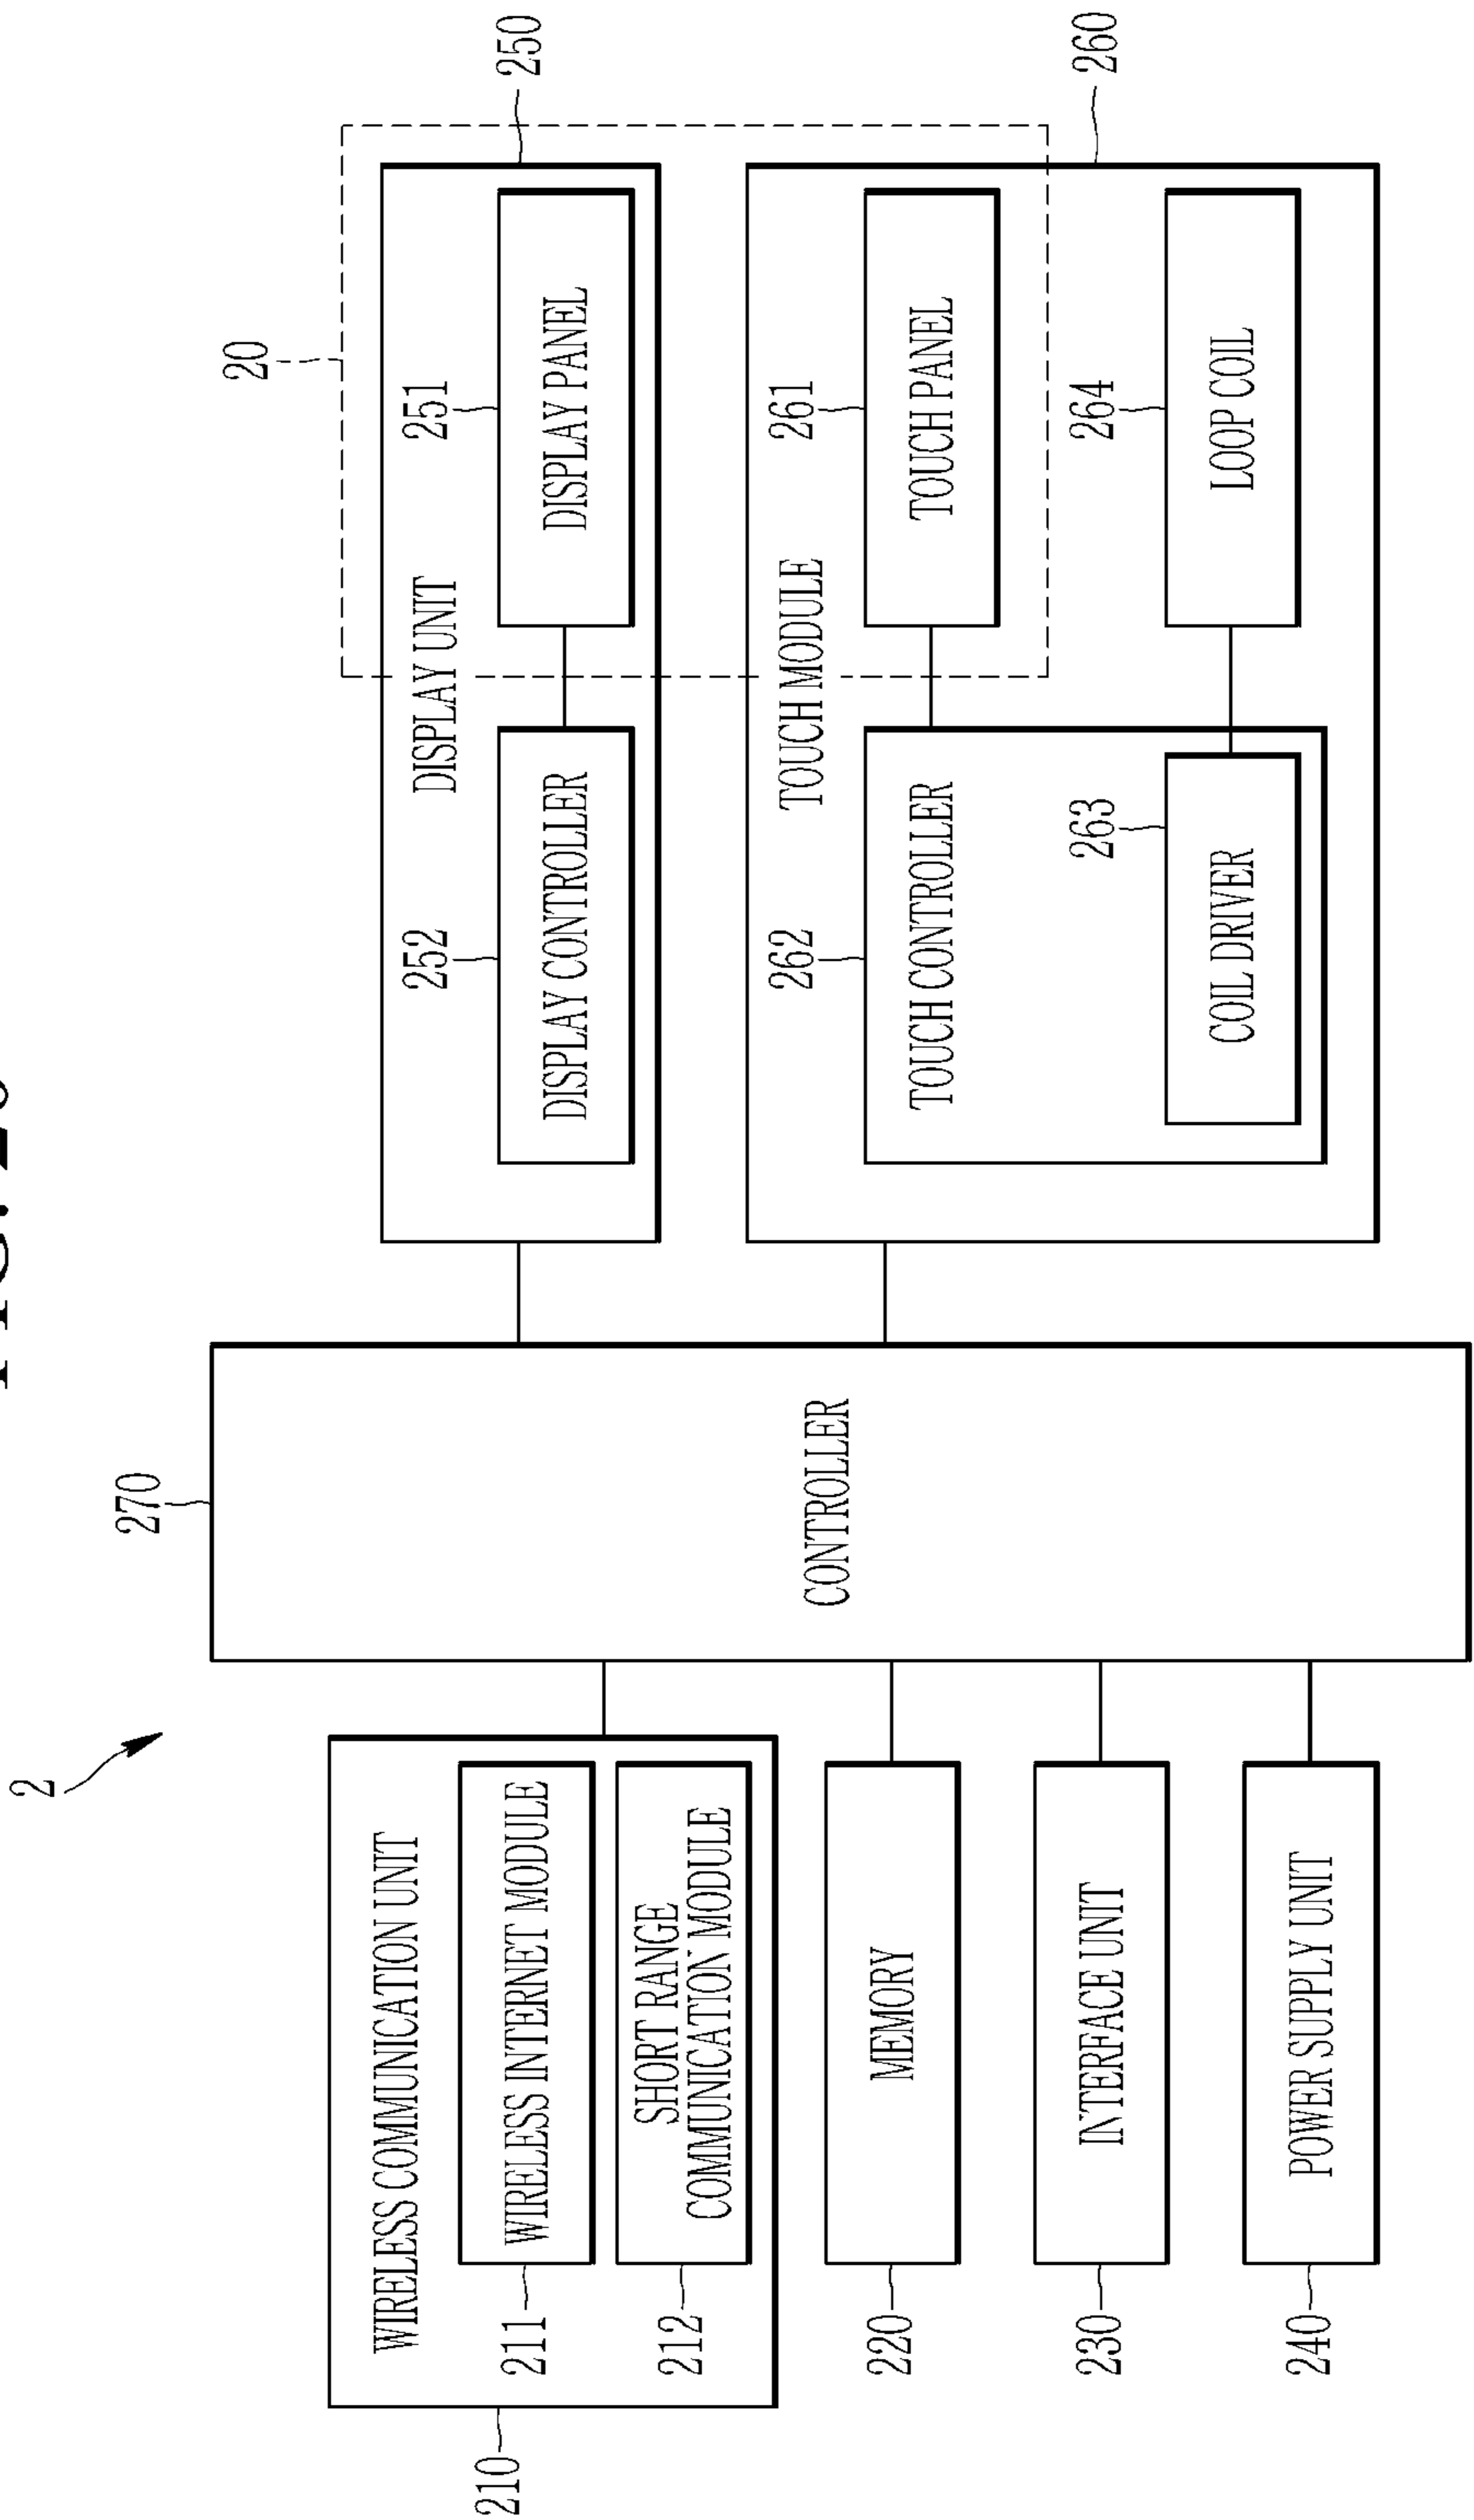 2
270
20
210
WIRELESS COMMUNICATION UNIT
211
WIRELESS INTERNET MODULE
212
SHORT RANGE
COMMUNICATION MODULE
220
MEMORY
230
INTERFACE UNIT
240
POWER SUPPLY UNIT
CONTROLLER
250
DISPLAY UNIT
252
DISPLAY CONTROLLER
251
DISPLAY PANEL
260
TOUCH MODULE
262
TOUCH CONTROLLER
261
TOUCH PANEL
263
COIL DRIVER
264
LOOP COIL